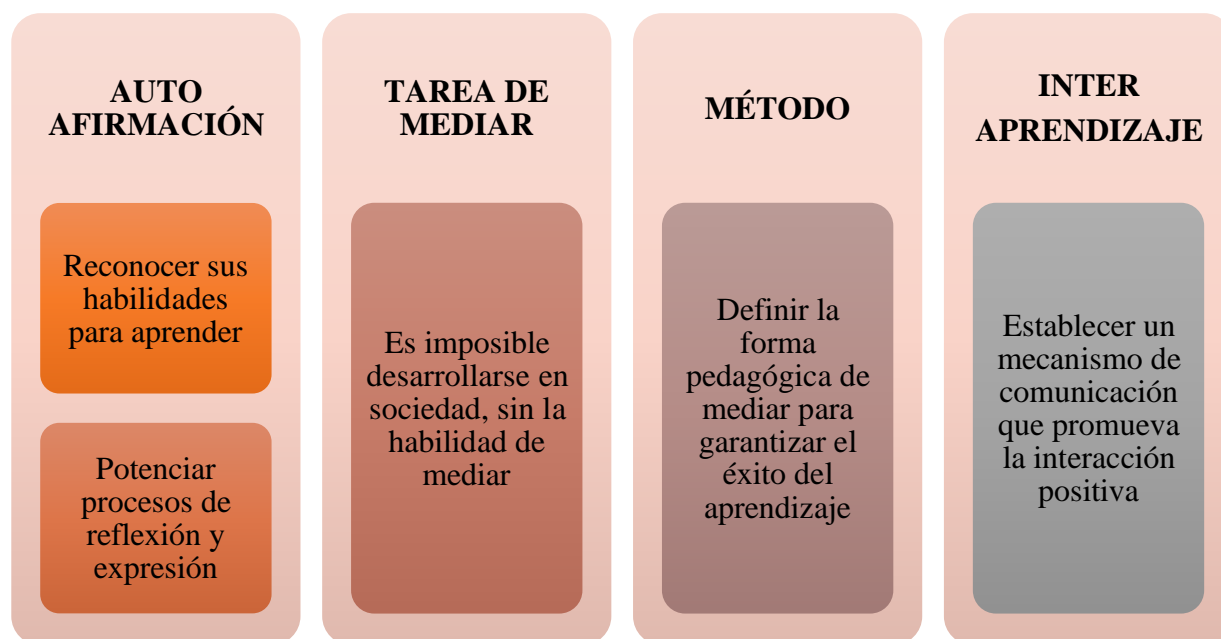 AUTO
AFIRMACIÓN
Reconocer sus
habilidades
para aprender
Potenciar
procesos de
reflexión y
expresión
TAREA DE
MEDIAR
Es imposible
desarrollarse en
sociedad, sin la
habilidad de
mediar
MÉTODO
Definir la
forma
pedagógica de
mediar para
garantizar el
éxito del
aprendizaje
INTER
APRENDIZAJE
Establecer un
mecanismo de
comunicación
que promueva
la interacción
positiva